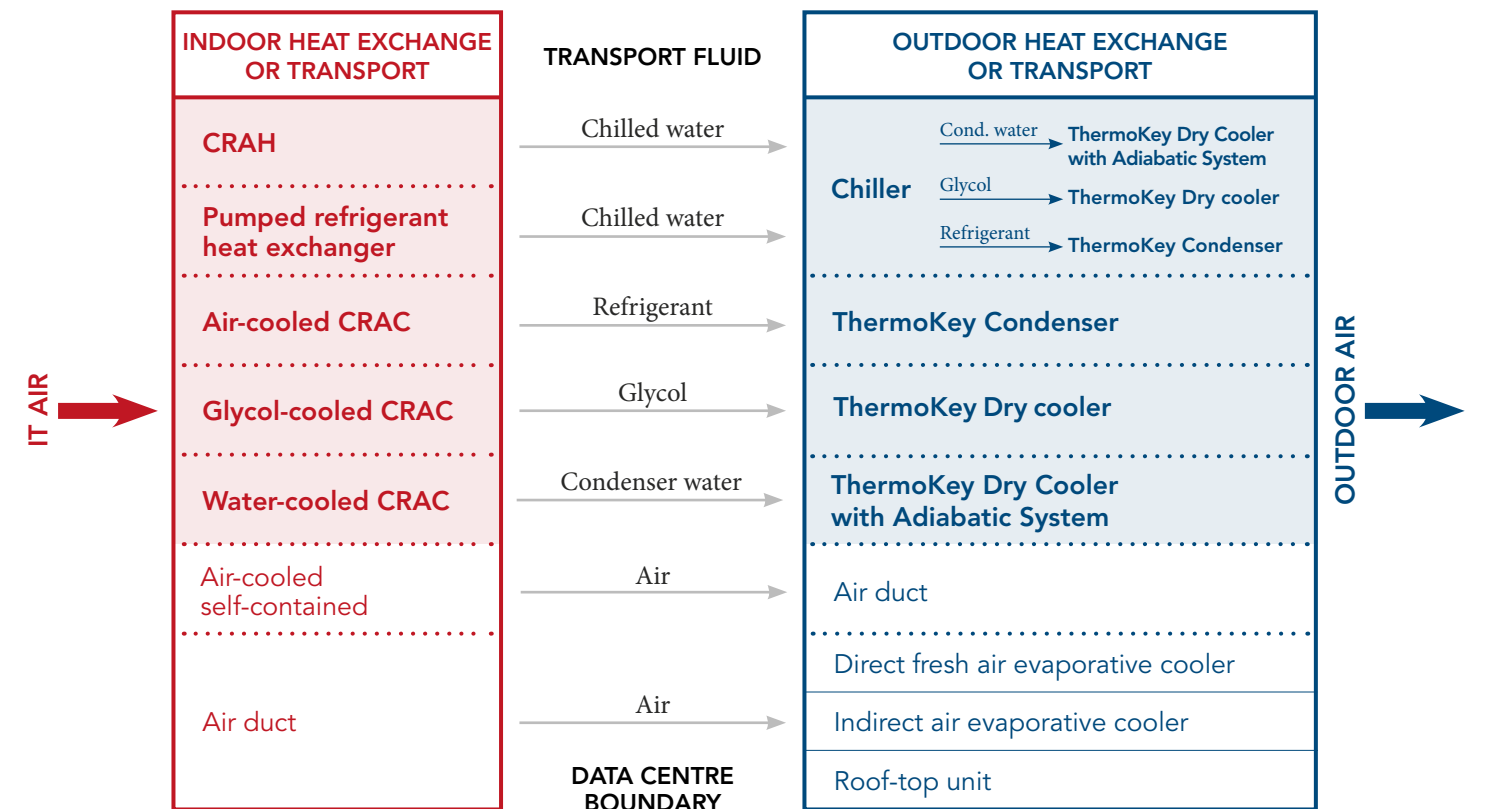 INDOOR HEAT EXCHANGE
OR TRANSPORT
TRANSPORT FLUID
OUTDOOR HEAT EXCHANGE
OR TRANSPORT
IT AIR
CRAH
Chilled water
Chiller
Cond. water
ThermoKey Dry Cooler
with Adiabatic System
Glycol
ThermoKey Dry cooler
Refrigerant
ThermoKey Condenser
Pumped refrigerant
heat exchanger
Chilled water
Air-cooled CRAC
Refrigerant
ThermoKey Condenser
Glycol-cooled CRAC
Glycol
ThermoKey Dry cooler
Water-cooled CRAC
Condenser water
ThermoKey Dry Cooler
with Adiabatic System
Air-cooled
self-contained
Air
Air duct
Air duct
Air
Direct fresh air evaporative cooler
Indirect air evaporative cooler
Roof-top unit
DATA CENTRE
BOUNDARY
OUTDOOR AIR